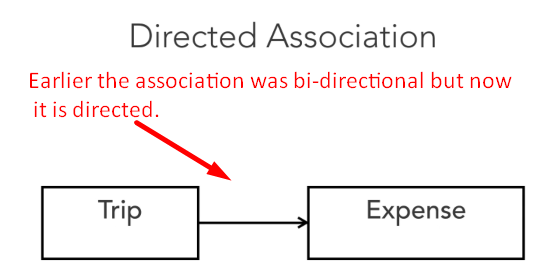 Directed Association
Earlier the association was bi-directional but now
it is directed.
Trip
Expense